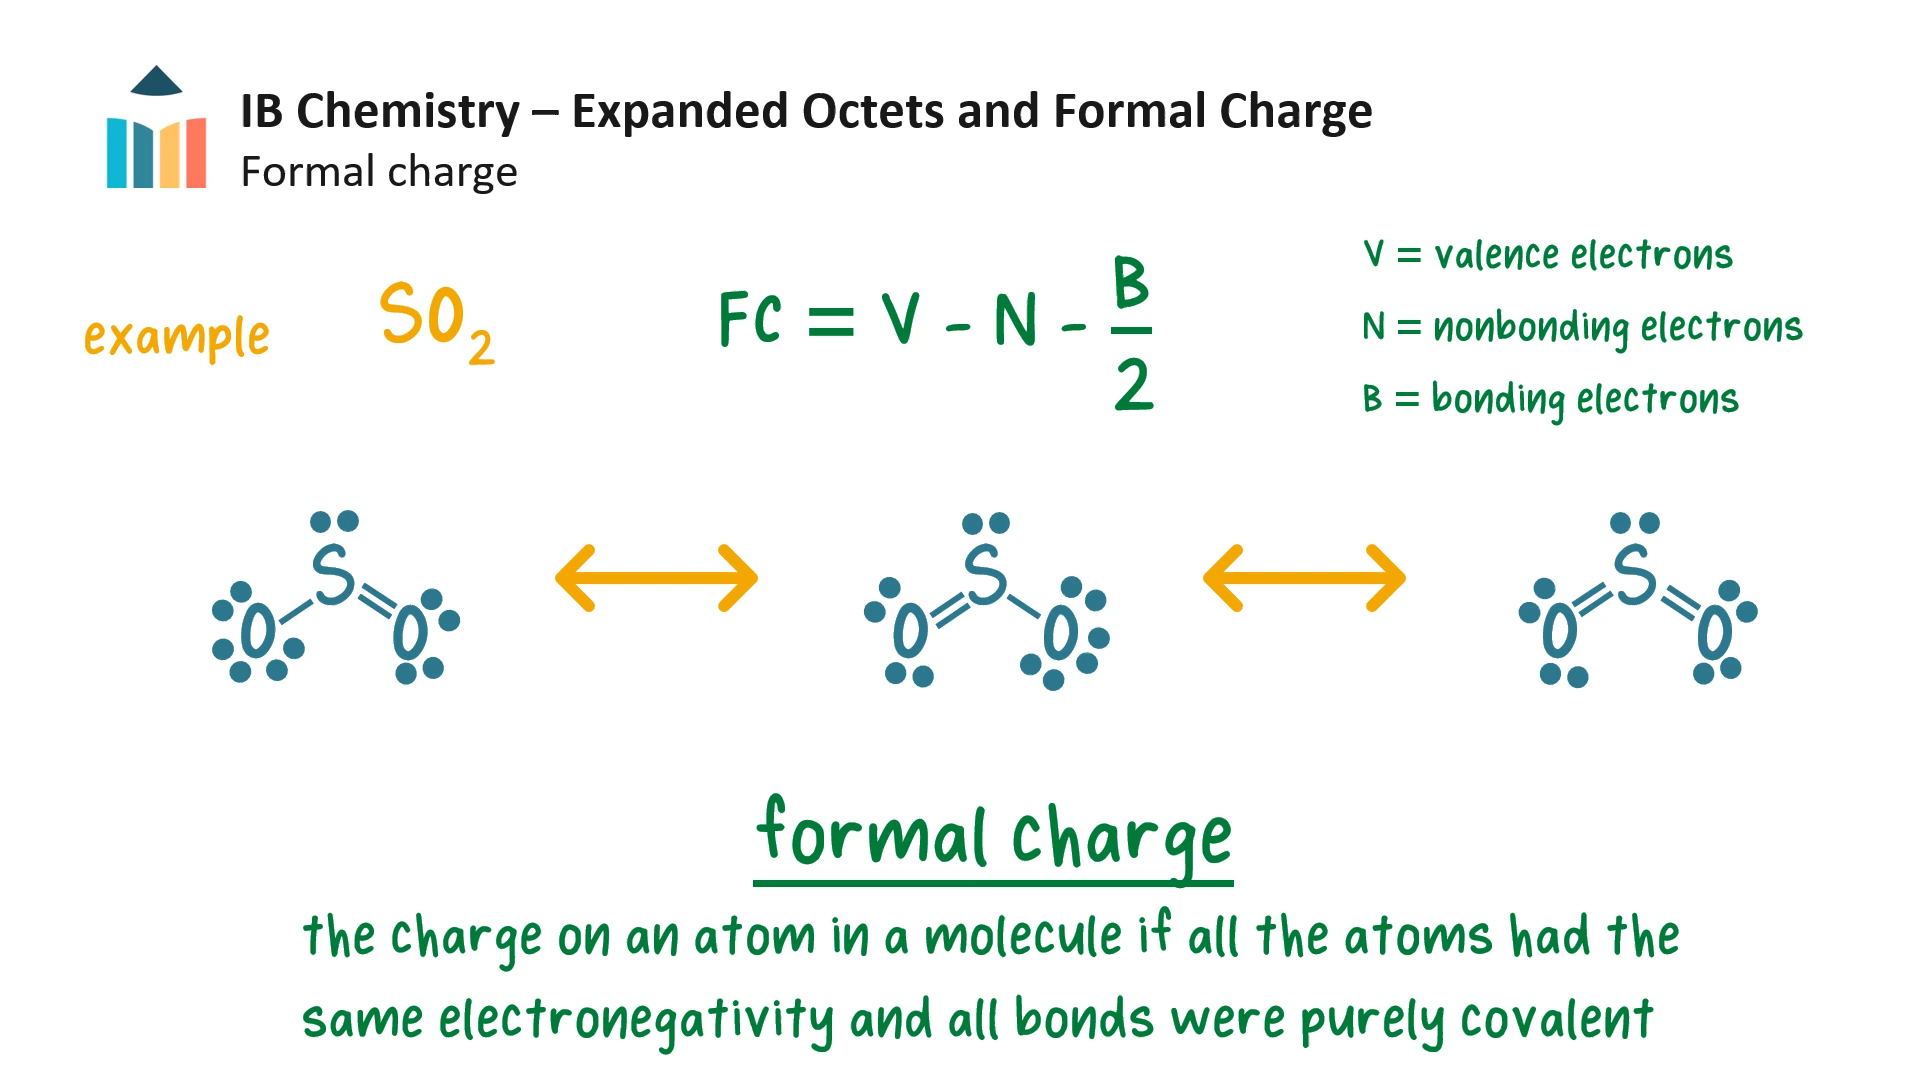 IB Chemistry – Expanded Octets and Formal Charge
Formal charge
example SO₂
FC = V - N - B/2
V = valence electrons
N = nonbonding electrons
B = bonding electrons
S O O
S O O
S O O
formal charge
the charge on an atom in a molecule if all the atoms had the
same electronegativity and all bonds were purely covalent